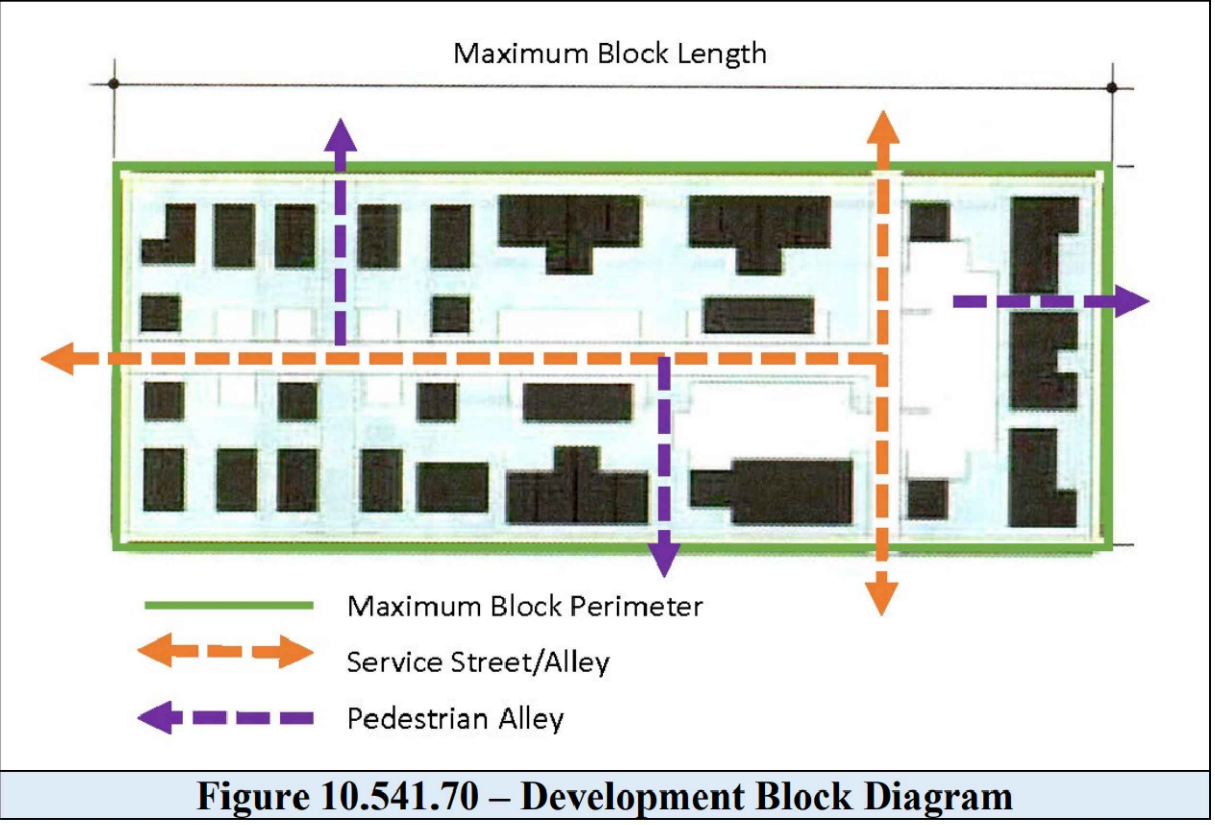 Maximum Block Length
Maximum Block Perimeter
Service Street/Alley
Pedestrian Alley
Figure 10.541.70 – Development Block Diagram